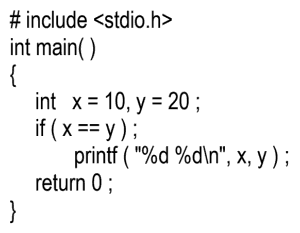 # include <stdio.h>
int main( )
{
int x = 10, y = 20 ;
if ( x == y ) ;
printf ( "%d %d\n", x, y ) ;
return 0 ;
}